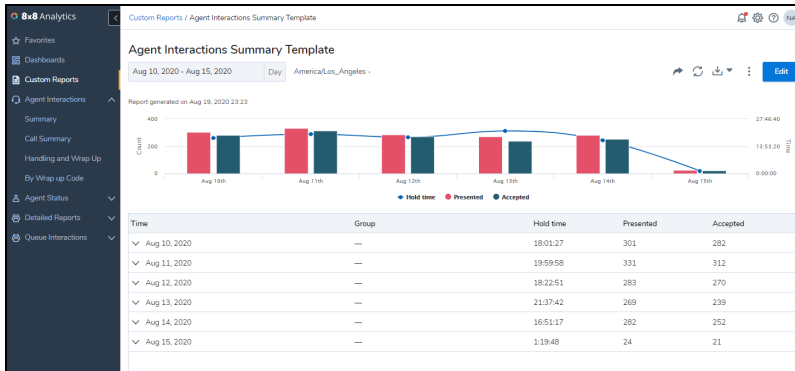 8x8 Analytics
Favorites
Dashboards
Custom Reports
Agent Interactions
Summary
Call Summary
Handling and Wrap Up
By Wrap up Code
Agent Status
Detailed Reports
Queue Interactions
Custom Reports / Agent Interactions Summary Template
NA
Agent Interactions Summary Template
Aug 10, 2020 - Aug 15, 2020 Day America/Los_Angeles
Edit
Report generated on Aug 19, 2020 23:23
400 27:46:40
200 13:53:20
0 0:00:00
Count
Time
Aug 10th Aug 11th Aug 12th Aug 13th Aug 14th Aug 15th
Hold time Presented Accepted
Time Group Hold time Presented Accepted
Aug 10, 2020 — 18:01:27 301 282
Aug 11, 2020 — 19:59:58 331 312
Aug 12, 2020 — 18:22:51 283 270
Aug 13, 2020 — 21:37:42 269 239
Aug 14, 2020 — 16:51:17 282 252
Aug 15, 2020 — 1:19:48 24 21